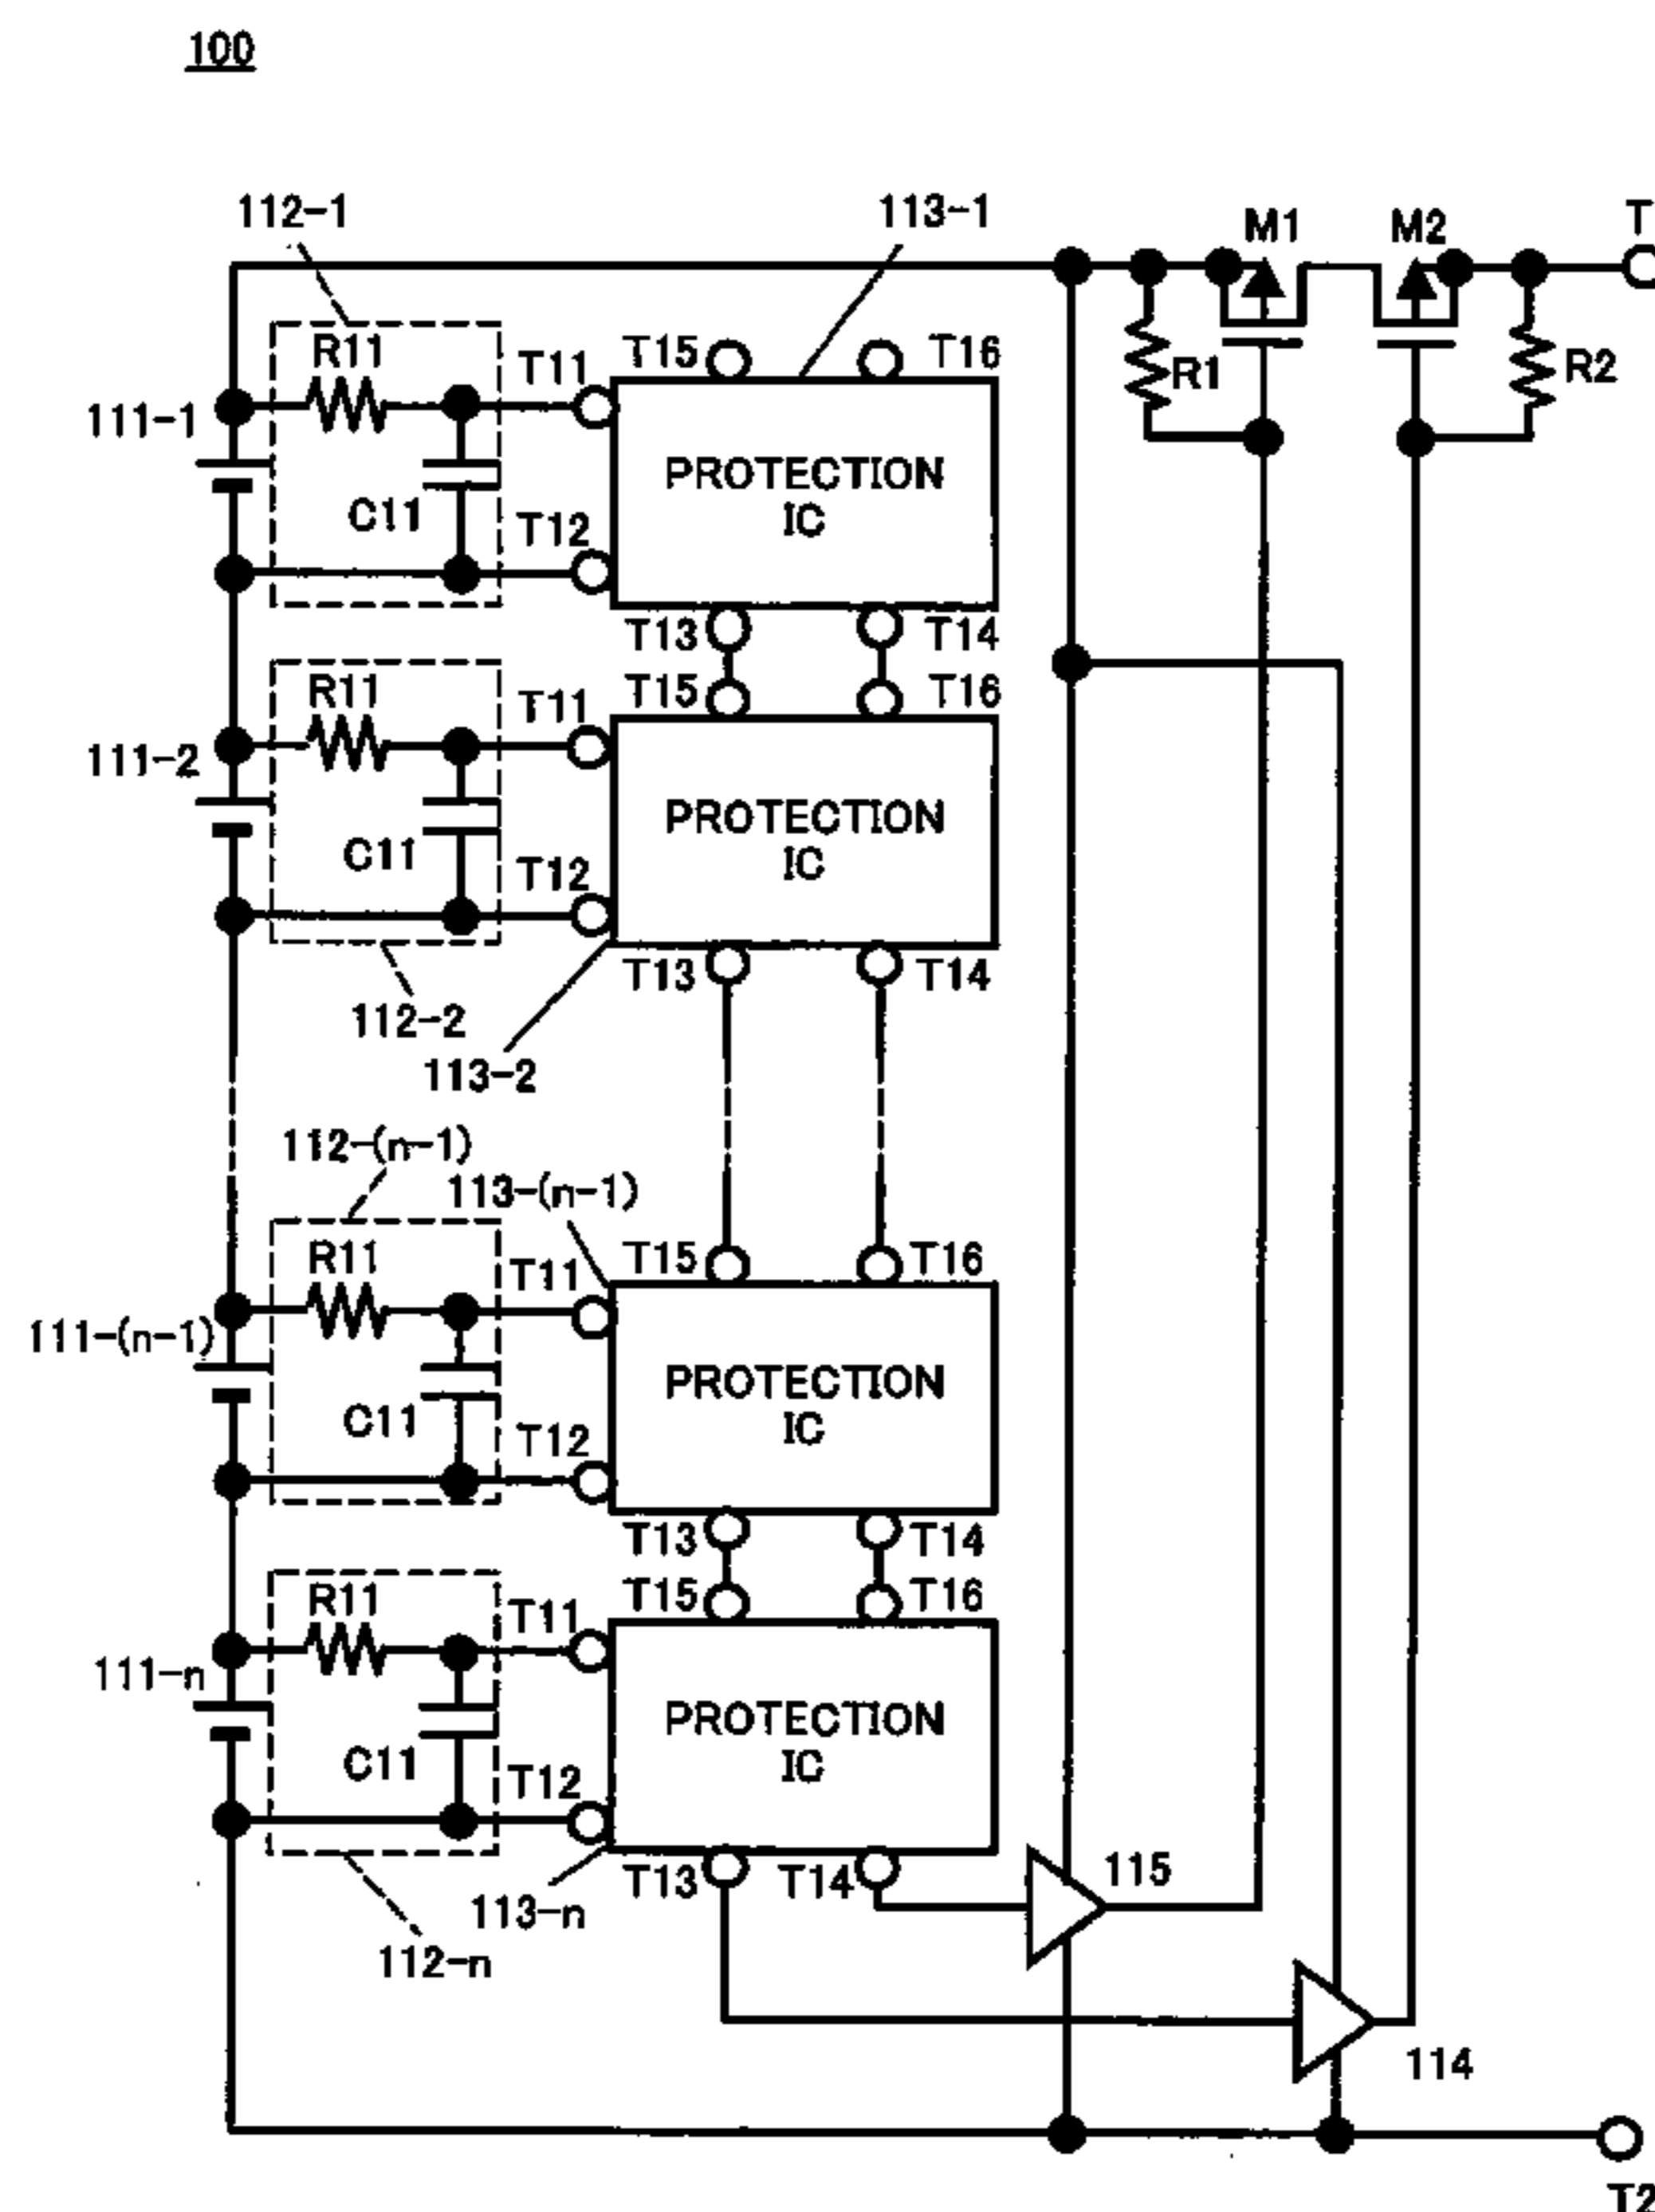 100
112-1
113-1
M1
M2
T
R11
T11
T15
T16
R1
R2
111-1
PROTECTION
IC
C11
T12
T13
T14
R11
T11
T15
T16
111-2
PROTECTION
IC
C11
T12
T13
T14
112-2
113-2
112-(n-1)
113-(n-1)
R11
T11
T15
T16
111-(n-1)
PROTECTION
IC
C11
T12
T13
T14
R11
T11
T15
T16
111-n
PROTECTION
IC
C11
T12
T13
T14
115
113-n
112-n
114
T2